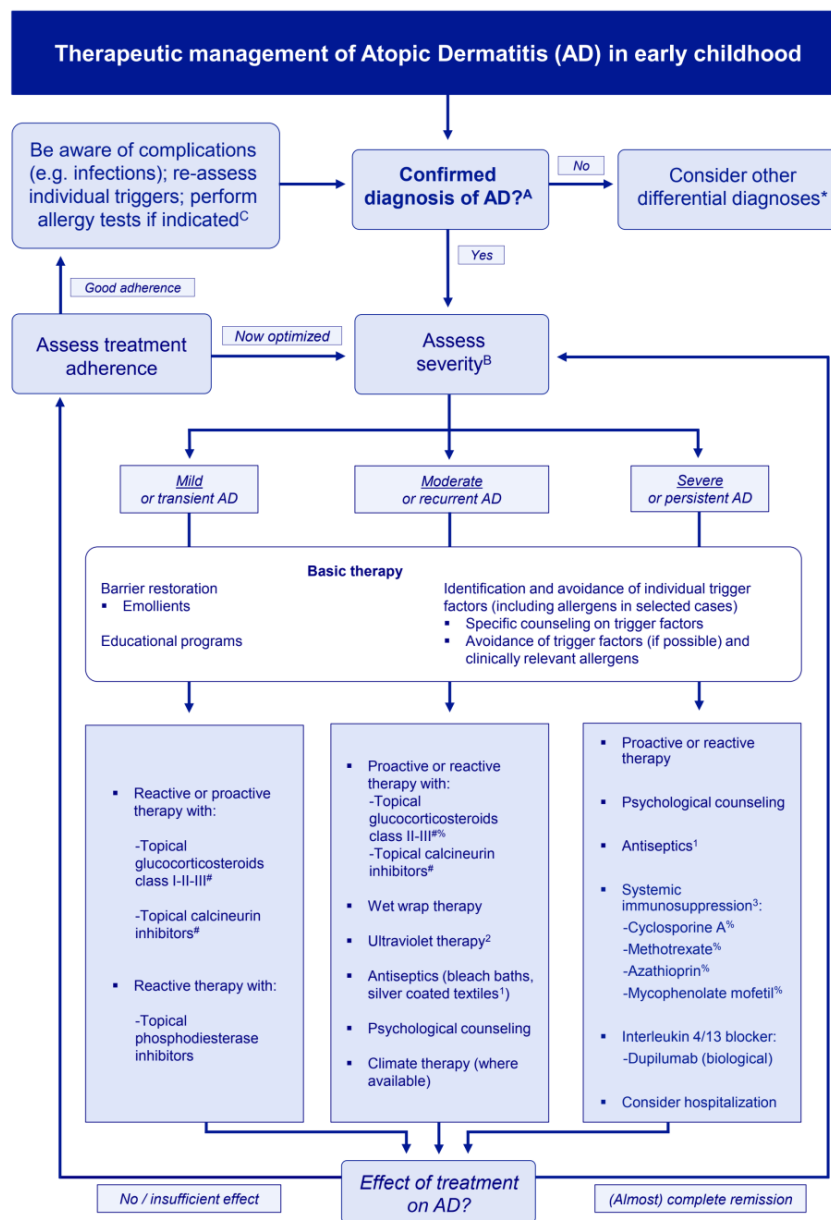 Therapeutic management of Atopic Dermatitis (AD) in early childhood
Be aware of complications
(e.g. infections); re-assess
individual triggers; perform
allergy tests if indicatedC
Confirmed
diagnosis of AD?A
No
Consider other
differential diagnoses*
Good adherence
Yes
Assess treatment
adherence
Now optimized
Assess
severityB
Mild
or transient AD
Moderate
or recurrent AD
Severe
or persistent AD
Basic therapy
Barrier restoration
▪ Emollients
Educational programs
Identification and avoidance of individual trigger
factors (including allergens in selected cases)
▪ Specific counseling on trigger factors
▪ Avoidance of trigger factors (if possible) and
clinically relevant allergens
▪ Reactive or proactive
therapy with:
-Topical
glucocorticosteroids
class I-II-III#
-Topical calcineurin
inhibitors#
▪ Reactive therapy with:
-Topical
phosphodiesterase
inhibitors
▪ Proactive or reactive
therapy with:
-Topical
glucocorticosteroids
class II-III#%
-Topical calcineurin
inhibitors#
▪ Wet wrap therapy
▪ Ultraviolet therapy2
▪ Antiseptics (bleach baths,
silver coated textiles1)
▪ Psychological counseling
▪ Climate therapy (where
available)
▪ Proactive or reactive
therapy
▪ Psychological counseling
▪ Antiseptics1
▪ Systemic
immunosuppression3:
-Cyclosporine A%
-Methotrexate%
-Azathioprin%
-Mycophenolate mofetil%
▪ Interleukin 4/13 blocker:
-Dupilumab (biological)
▪ Consider hospitalization
No / insufficient effect
Effect of treatment
on AD?
(Almost) complete remission